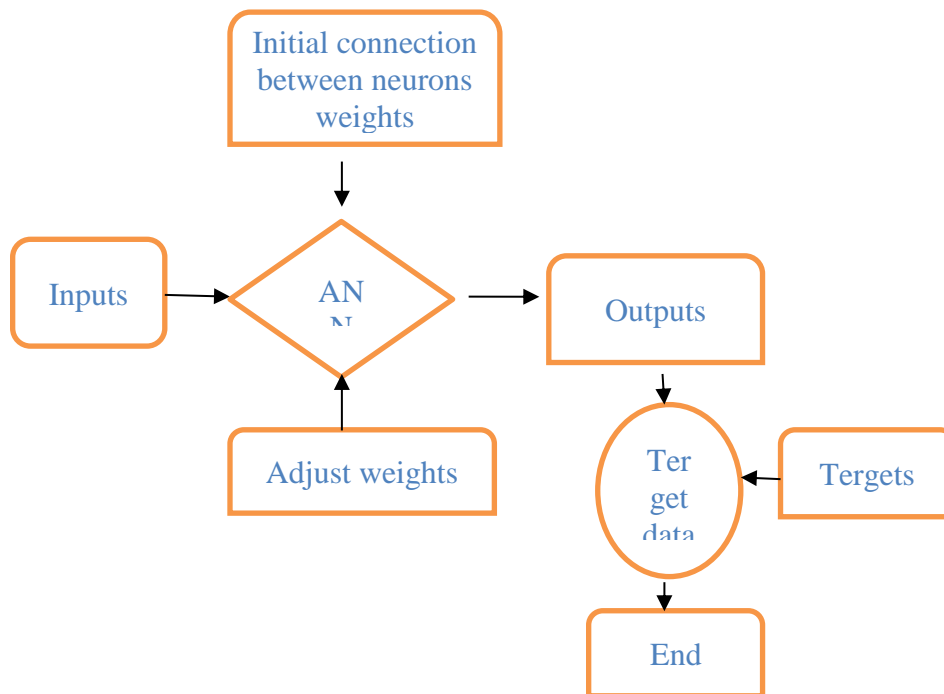 Initial connection
between neurons
weights
Inputs
AN
N
Outputs
Adjust weights
Ter
get
data
Tergets
End